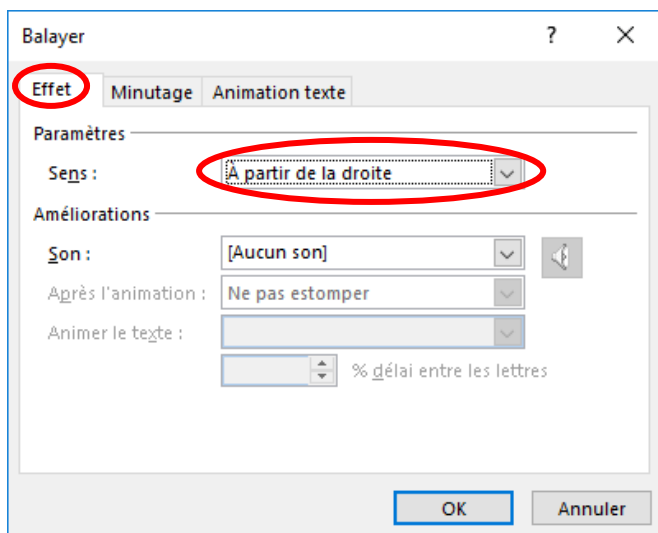 Balayer ?
Effet Minutage Animation texte
Paramètres
Sens : À partir de la droite
Améliorations
Son : [Aucun son]
Après l'animation : Ne pas estomper
Animer le texte :
% délai entre les lettres
OK Annuler